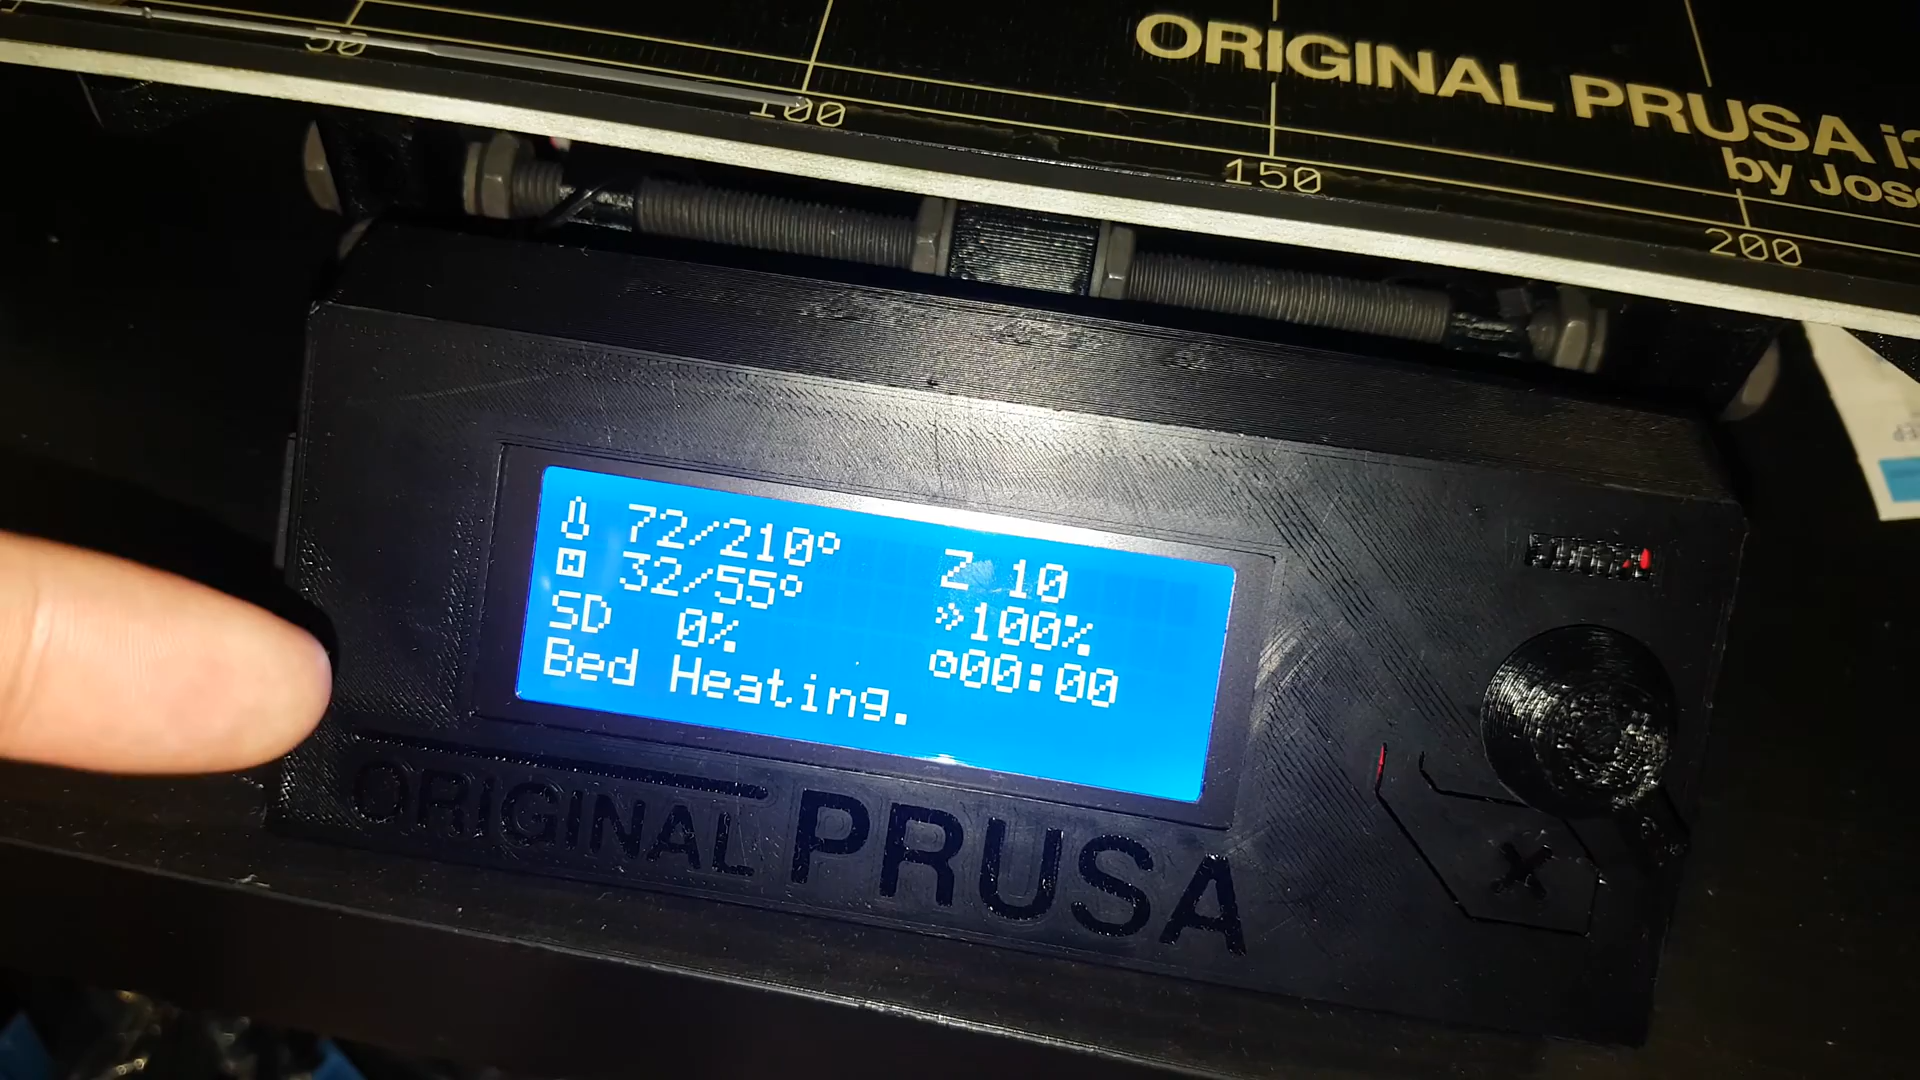 ORIGINAL PRUSA i3
by Jose
50
100
150
200
72/210°
Z 10
32/55°
100%
SD 0%
00:00
Bed Heating.
ORIGINAL PRUSA